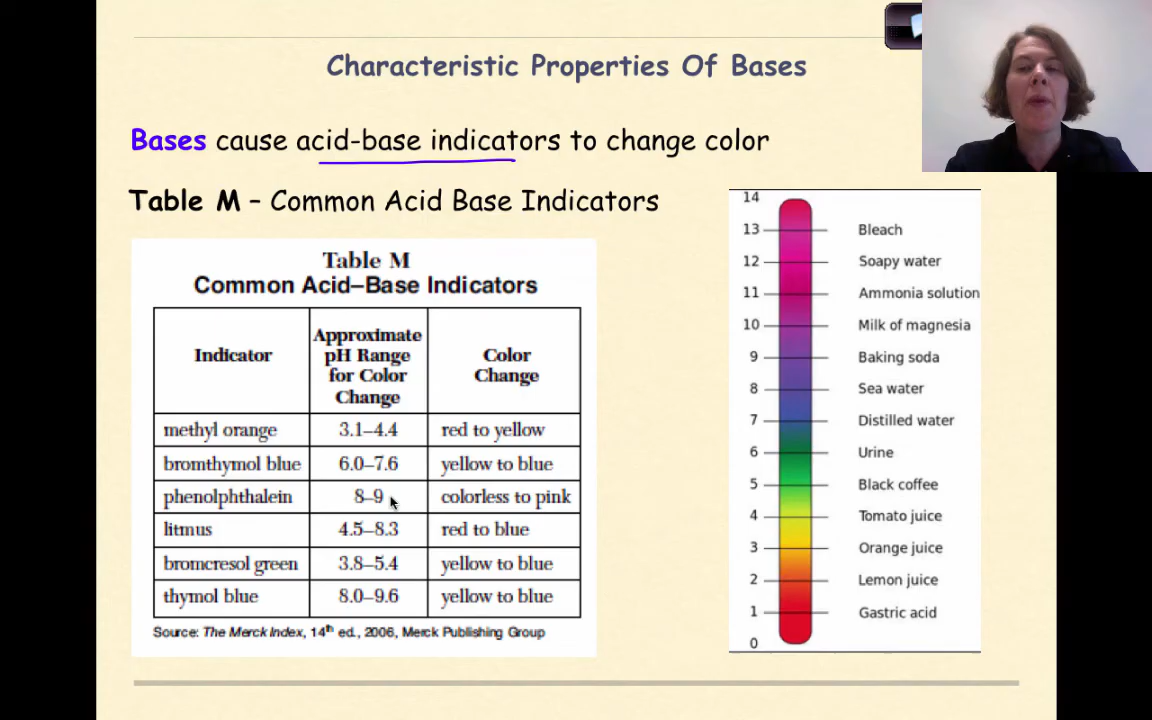 Characteristic Properties Of Bases
Bases cause acid-base indicators to change color
Table M – Common Acid Base Indicators
Table M
Common Acid–Base Indicators
Indicator
Approximate
pH Range
for Color
Change
Color
Change
methyl orange 3.1–4.4 red to yellow
bromthymol blue 6.0–7.6 yellow to blue
phenolphthalein 8–9 colorless to pink
litmus 4.5–8.3 red to blue
bromcresol green 3.8–5.4 yellow to blue
thymol blue 8.0–9.6 yellow to blue
Source: The Merck Index, 14th ed., 2006, Merck Publishing Group
14
13 Bleach
12 Soapy water
11 Ammonia solution
10 Milk of magnesia
9 Baking soda
8 Sea water
7 Distilled water
6 Urine
5 Black coffee
4 Tomato juice
3 Orange juice
2 Lemon juice
1 Gastric acid
0